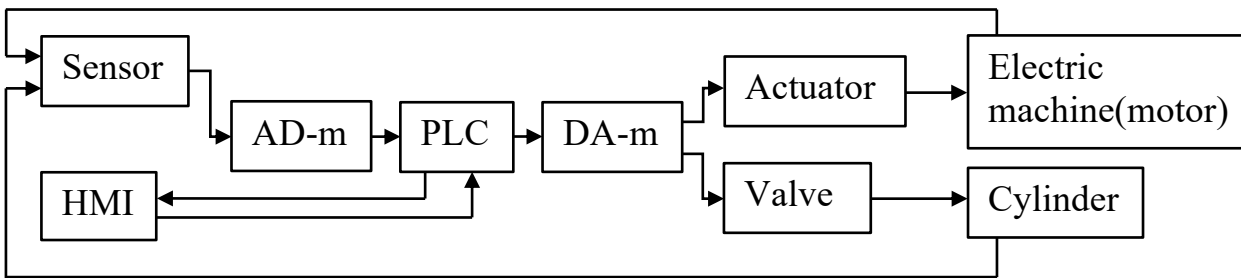 Sensor
AD-m
PLC
DA-m
Actuator
Electric
machine(motor)
HMI
Valve
Cylinder